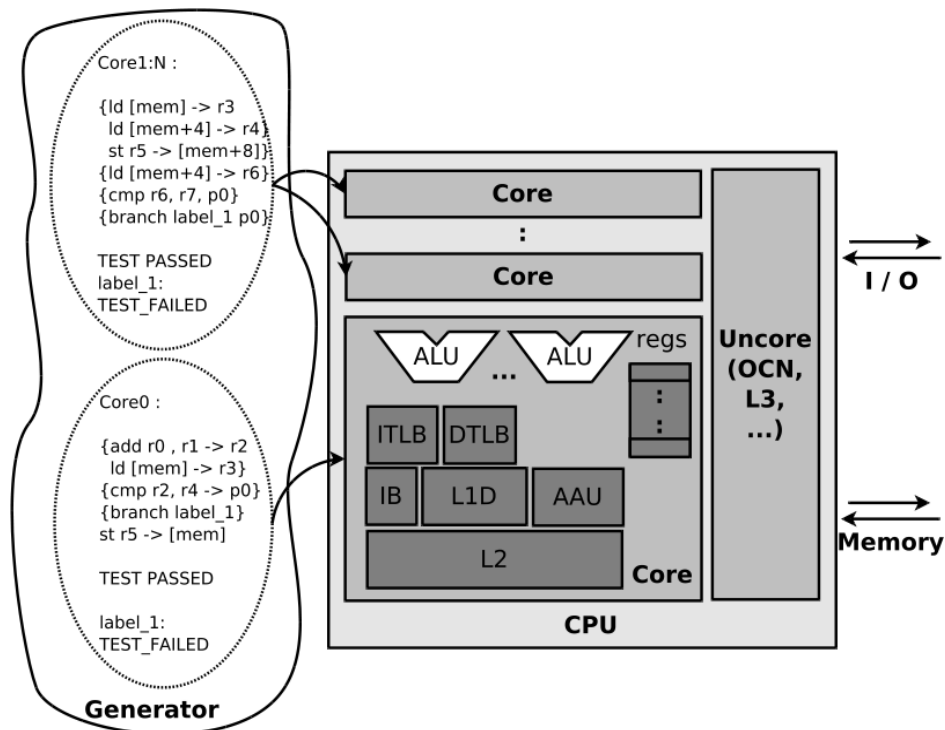 Core1:N :
{ld [mem] -> r3
ld [mem+4] -> r4}
st r5 -> [mem+8]}
{ld [mem+4] -> r6}
{cmp r6, r7, p0}
{branch label_1 p0}
TEST PASSED
label_1:
TEST_FAILED
Core0 :
{add r0 , r1 -> r2
ld [mem] -> r3}
{cmp r2, r4 -> p0}
{branch label_1}
st r5 -> [mem]
TEST PASSED
label_1:
TEST_FAILED
Generator
Core
:
Core
ALU
...
ALU
regs
:
:
ITLB
DTLB
IB
L1D
AAU
L2
Core
CPU
Uncore
(OCN,
L3,
...)
I / O
Memory